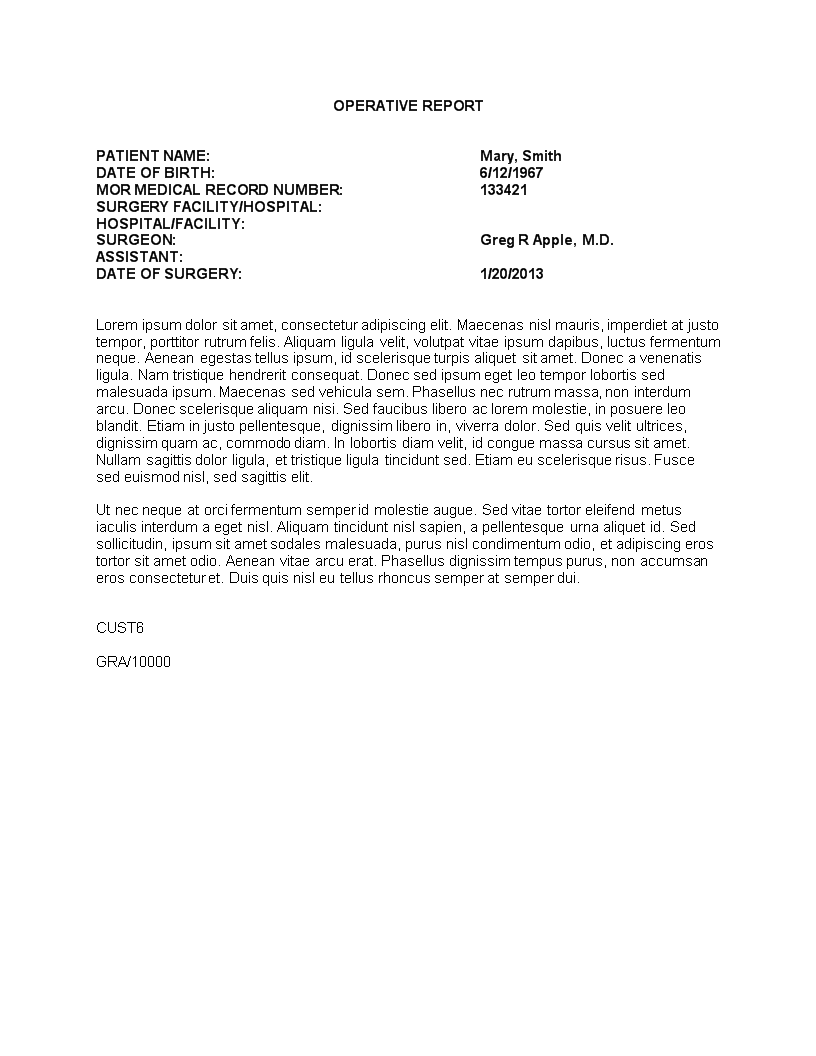 OPERATIVE REPORT
PATIENT NAME: Mary, Smith
DATE OF BIRTH: 6/12/1967
MOR MEDICAL RECORD NUMBER: 133421
SURGERY FACILITY/HOSPITAL:
HOSPITAL/FACILITY:
SURGEON: Greg R Apple, M.D.
ASSISTANT:
DATE OF SURGERY: 1/20/2013
Lorem ipsum dolor sit amet, consectetur adipiscing elit. Maecenas nisl mauris, imperdiet at justo
tempor, porttitor rutrum felis. Aliquam ligula velit, volutpat vitae ipsum dapibus, luctus fermentum
neque. Aenean egestas tellus ipsum, id scelerisque turpis aliquet sit amet. Donec a venenatis
ligula. Nam tristique hendrerit consequat. Donec sed ipsum eget leo tempor lobortis sed
malesuada ipsum. Maecenas sed vehicula sem. Phasellus nec rutrum massa, non interdum
arcu. Donec scelerisque aliquam nisi. Sed faucibus libero ac lorem molestie, in posuere leo
blandit. Etiam in justo pellentesque, dignissim libero in, viverra dolor. Sed quis velit ultrices,
dignissim quam ac, commodo diam. In lobortis diam velit, id congue massa cursus sit amet.
Nullam sagittis dolor ligula, et tristique ligula tincidunt sed. Etiam eu scelerisque risus. Fusce
sed euismod nisl, sed sagittis elit.
Ut nec neque at orci fermentum semper id molestie augue. Sed vitae tortor eleifend metus
iaculis interdum a eget nisl. Aliquam tincidunt nisl sapien, a pellentesque urna aliquet id. Sed
sollicitudin, ipsum sit amet sodales malesuada, purus nisl condimentum odio, et adipiscing eros
tortor sit amet odio. Aenean vitae arcu erat. Phasellus dignissim tempus purus, non accumsan
eros consectetur et. Duis quis nisl eu tellus rhoncus semper at semper dui.
CUST6
GRA/10000